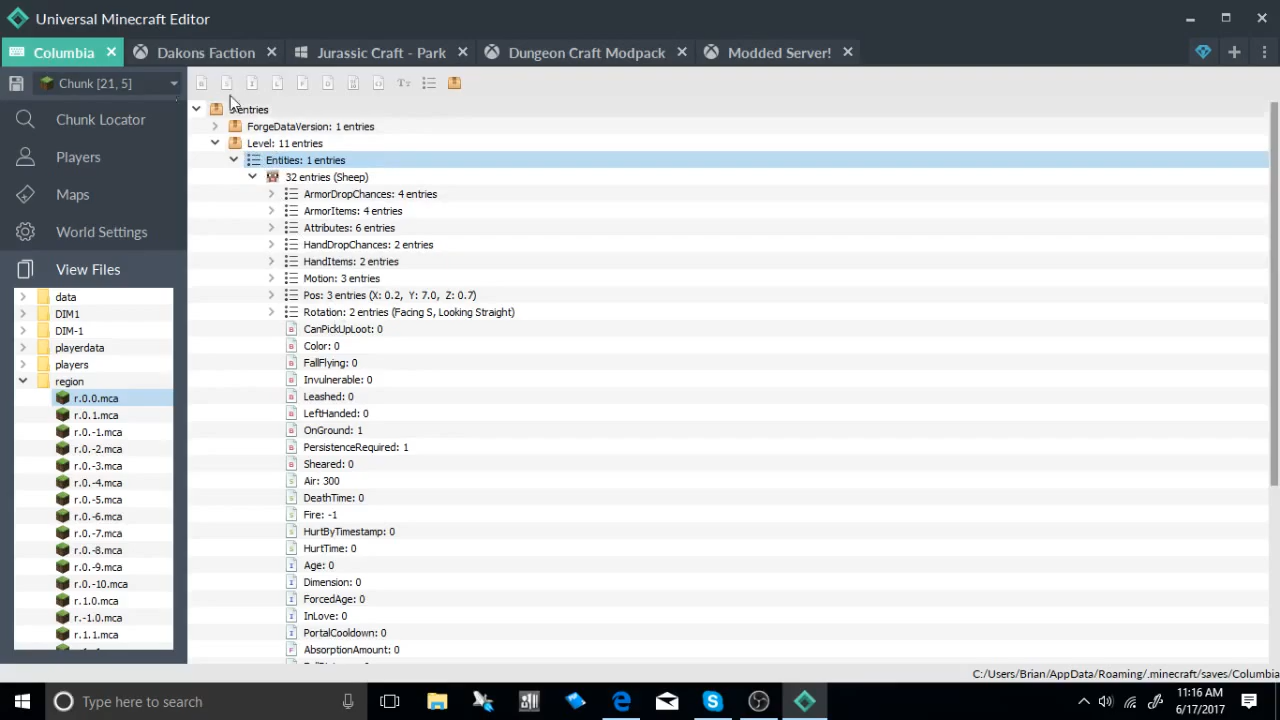 Universal Minecraft Editor
Columbia
Dakons Faction
Jurassic Craft - Park
Dungeon Craft Modpack
Modded Server!
Chunk [21, 5]
Chunk Locator
Players
Maps
World Settings
View Files
data
DIM1
DIM-1
playerdata
players
region
r.0.0.mca
r.0.1.mca
r.0.-1.mca
r.0.-2.mca
r.0.-3.mca
r.0.-4.mca
r.0.-5.mca
r.0.-6.mca
r.0.-7.mca
r.0.-8.mca
r.0.-9.mca
r.0.-10.mca
r.1.0.mca
r.-1.0.mca
r.1.1.mca
entries
ForgeDataVersion: 1 entries
Level: 11 entries
Entities: 1 entries
32 entries (Sheep)
ArmorDropChances: 4 entries
ArmorItems: 4 entries
Attributes: 6 entries
HandDropChances: 2 entries
HandItems: 2 entries
Motion: 3 entries
Pos: 3 entries (X: 0.2, Y: 7.0, Z: 0.7)
Rotation: 2 entries (Facing S, Looking Straight)
CanPickUpLoot: 0
Color: 0
FallFlying: 0
Invulnerable: 0
Leashed: 0
LeftHanded: 0
OnGround: 1
PersistenceRequired: 1
Sheared: 0
Air: 300
DeathTime: 0
Fire: -1
HurtByTimestamp: 0
HurtTime: 0
Age: 0
Dimension: 0
ForcedAge: 0
InLove: 0
PortalCooldown: 0
AbsorptionAmount: 0
C:/Users/Brian/AppData/Roaming/.minecraft/saves/Columbia
Type here to search
11:16 AM
6/17/2017